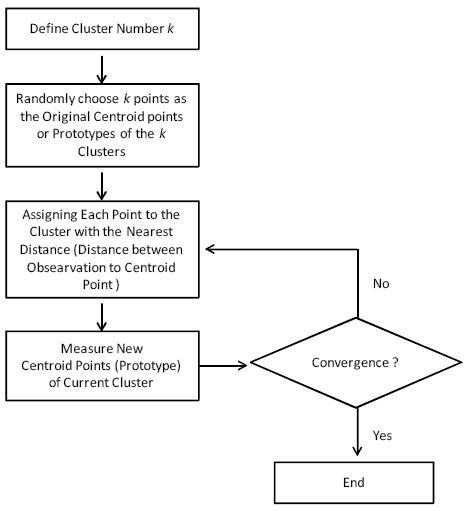 Define Cluster Number k
Randomly choose k points as
the Original Centroid points
or Prototypes of the k
Clusters
Assigning Each Point to the
Cluster with the Nearest
Distance (Distance between
Obsearvation to Centroid
Point )
No
Measure New
Centroid Points (Prototype)
of Current Cluster
Convergence ?
Yes
End